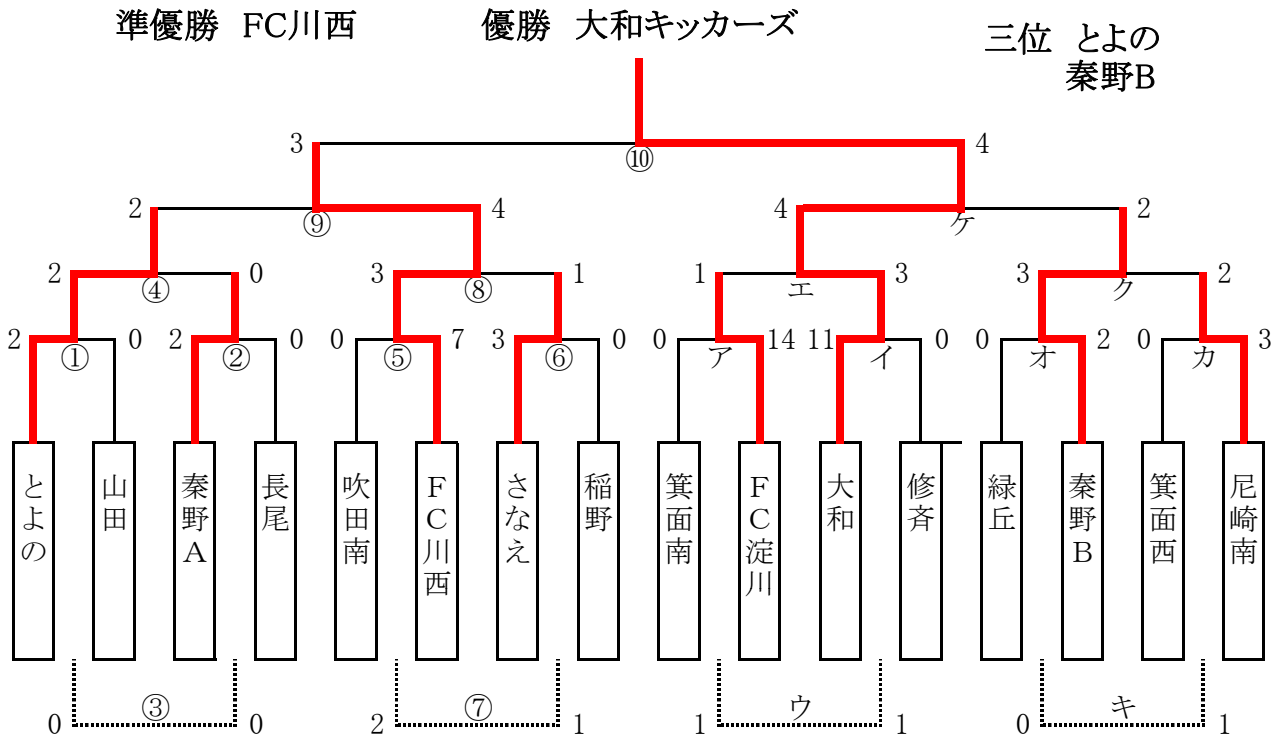 準優勝 FC川西 優勝 大和キッカーズ 三位 とよの
秦野B
3 ⑩ 4
2 ⑨ 4 4 ケ 2
2 ④ 0 3 ⑧ 1 1 エ 3 3 ク 2
2 ① 0 2 ② 0 0 ⑤ 7 3 ⑥ 0 0 ア 14 11 イ 0 0 オ 2 0 カ 3
とよの
山田
秦野A
長尾
吹田南
FC川西
さなえ
稲野
箕面南
FC淀川
大和
修斉
緑丘
秦野B
箕面西
尼崎南
0 ③ 0 2 ⑦ 1 1 ウ 1 0 キ 1